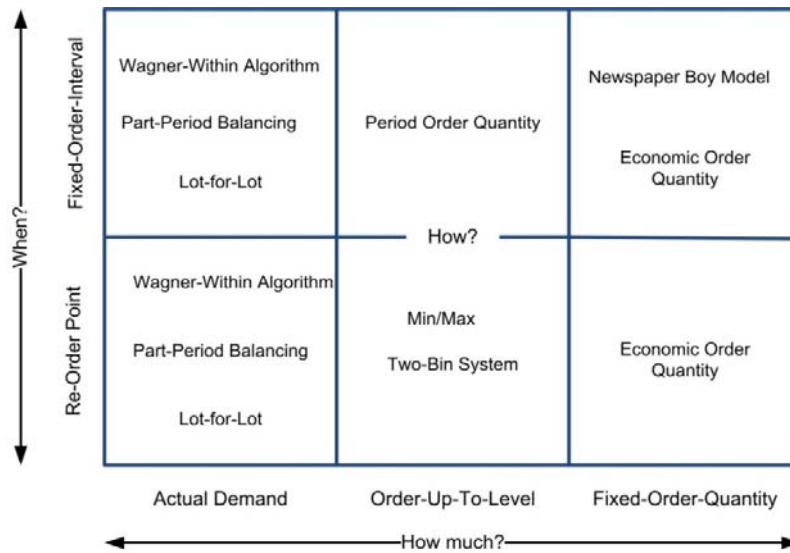 When?
Fixed-Order-Interval
Wagner-Within Algorithm
Part-Period Balancing
Lot-for-Lot
Period Order Quantity
Newspaper Boy Model
Economic Order
Quantity
How?
Re-Order Point
Wagner-Within Algorithm
Part-Period Balancing
Lot-for-Lot
Min/Max
Two-Bin System
Economic Order
Quantity
Actual Demand
Order-Up-To-Level
Fixed-Order-Quantity
How much?